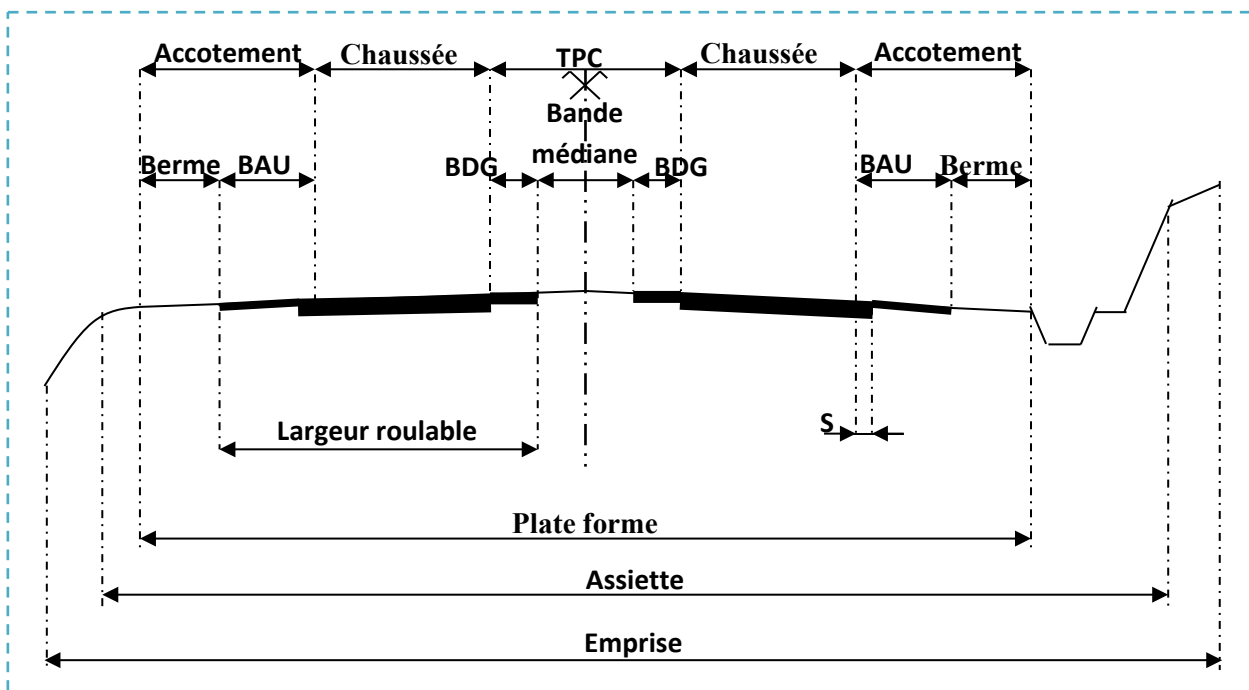 Accotement Chaussée TPC Chaussée Accotement
Bande
médiane
Berme BAU BDG BDG BAU Berme
Largeur roulable S
Plate forme
Assiette
Emprise